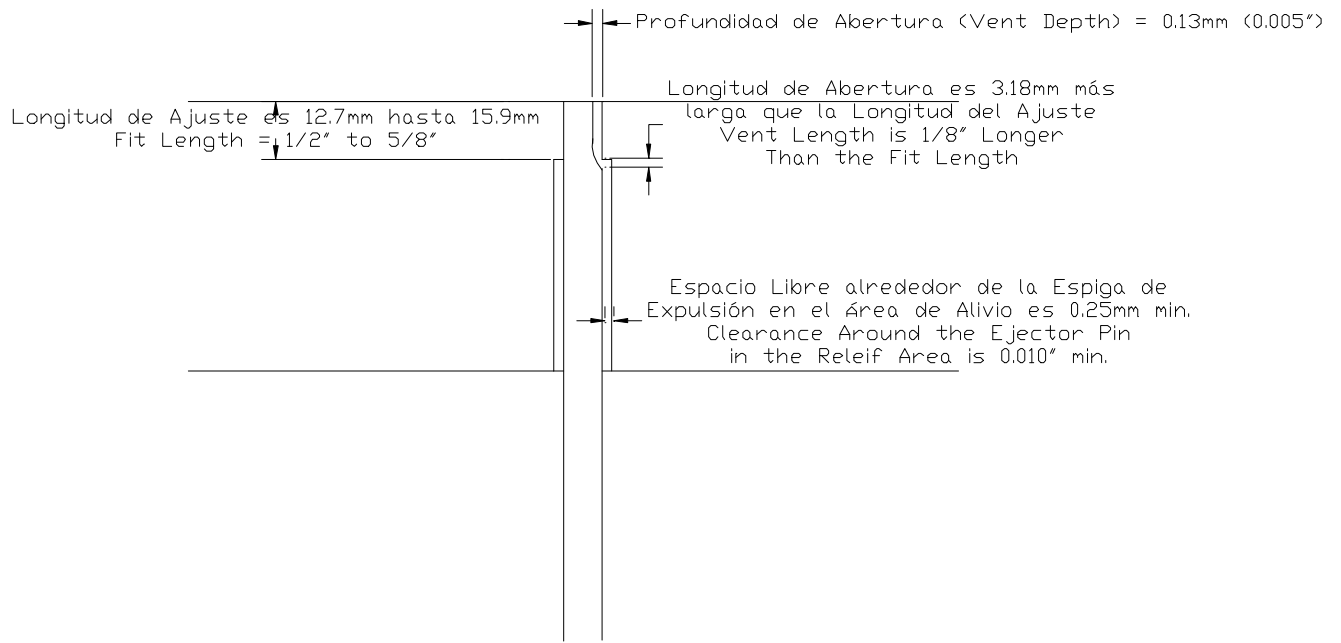 Profundidad de Abertura (Vent Depth) = 0.13mm (0.005")
Longitud de Ajuste es 12.7mm hasta 15.9mm
Fit Length = 1/2" to 5/8"
Longitud de Abertura es 3.18mm más
larga que la Longitud del Ajuste
Vent Length is 1/8" Longer
Than the Fit Length
Espacio Libre alrededor de la Espiga de
Expulsión en el área de Alivio es 0.25mm min.
Clearance Around the Ejector Pin
in the Releif Area is 0.010" min.